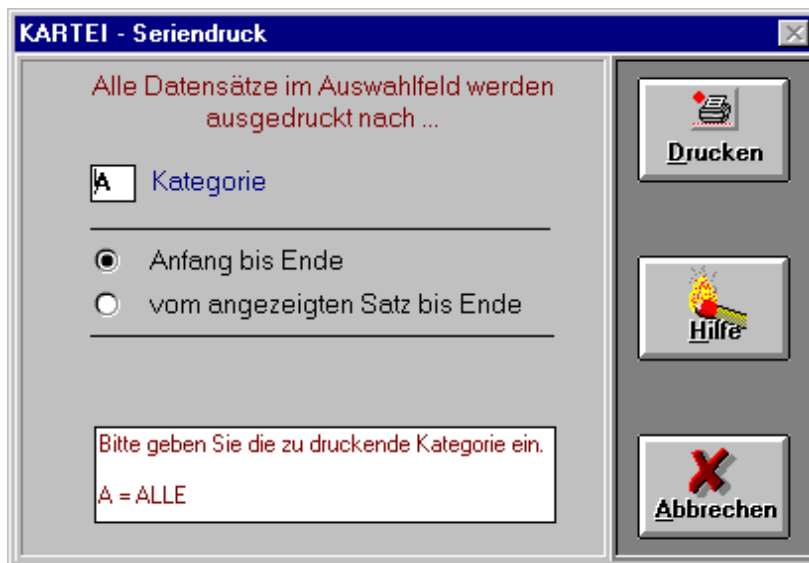 KARTEI - Seriendruck
Alle Datensätze im Auswahlfeld werden
ausgedruckt nach ...
A Kategorie
Anfang bis Ende
vom angezeigten Satz bis Ende
Bitte geben Sie die zu druckende Kategorie ein.
A = ALLE
Drucken
Hilfe
Abbrechen